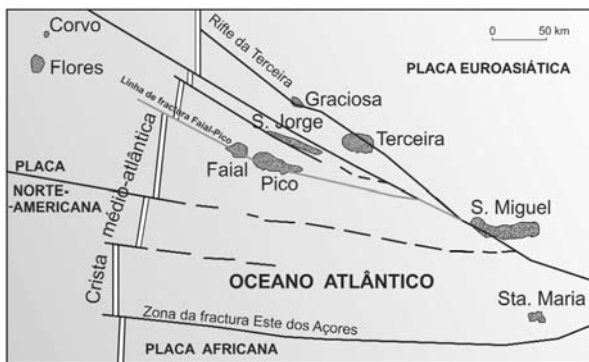 Corvo
Flores
Rifte da Terceira
0 50 km
PLACA EUROASIÁTICA
Graciosa
Linha de fractura Faial-Pico
S. Jorge
Terceira
Faial
Pico
PLACA
NORTE-
-AMERICANA
Crista médio-atlântica
S. Miguel
OCEANO ATLÂNTICO
Sta. Maria
Zona da fractura Este dos Açores
PLACA AFRICANA